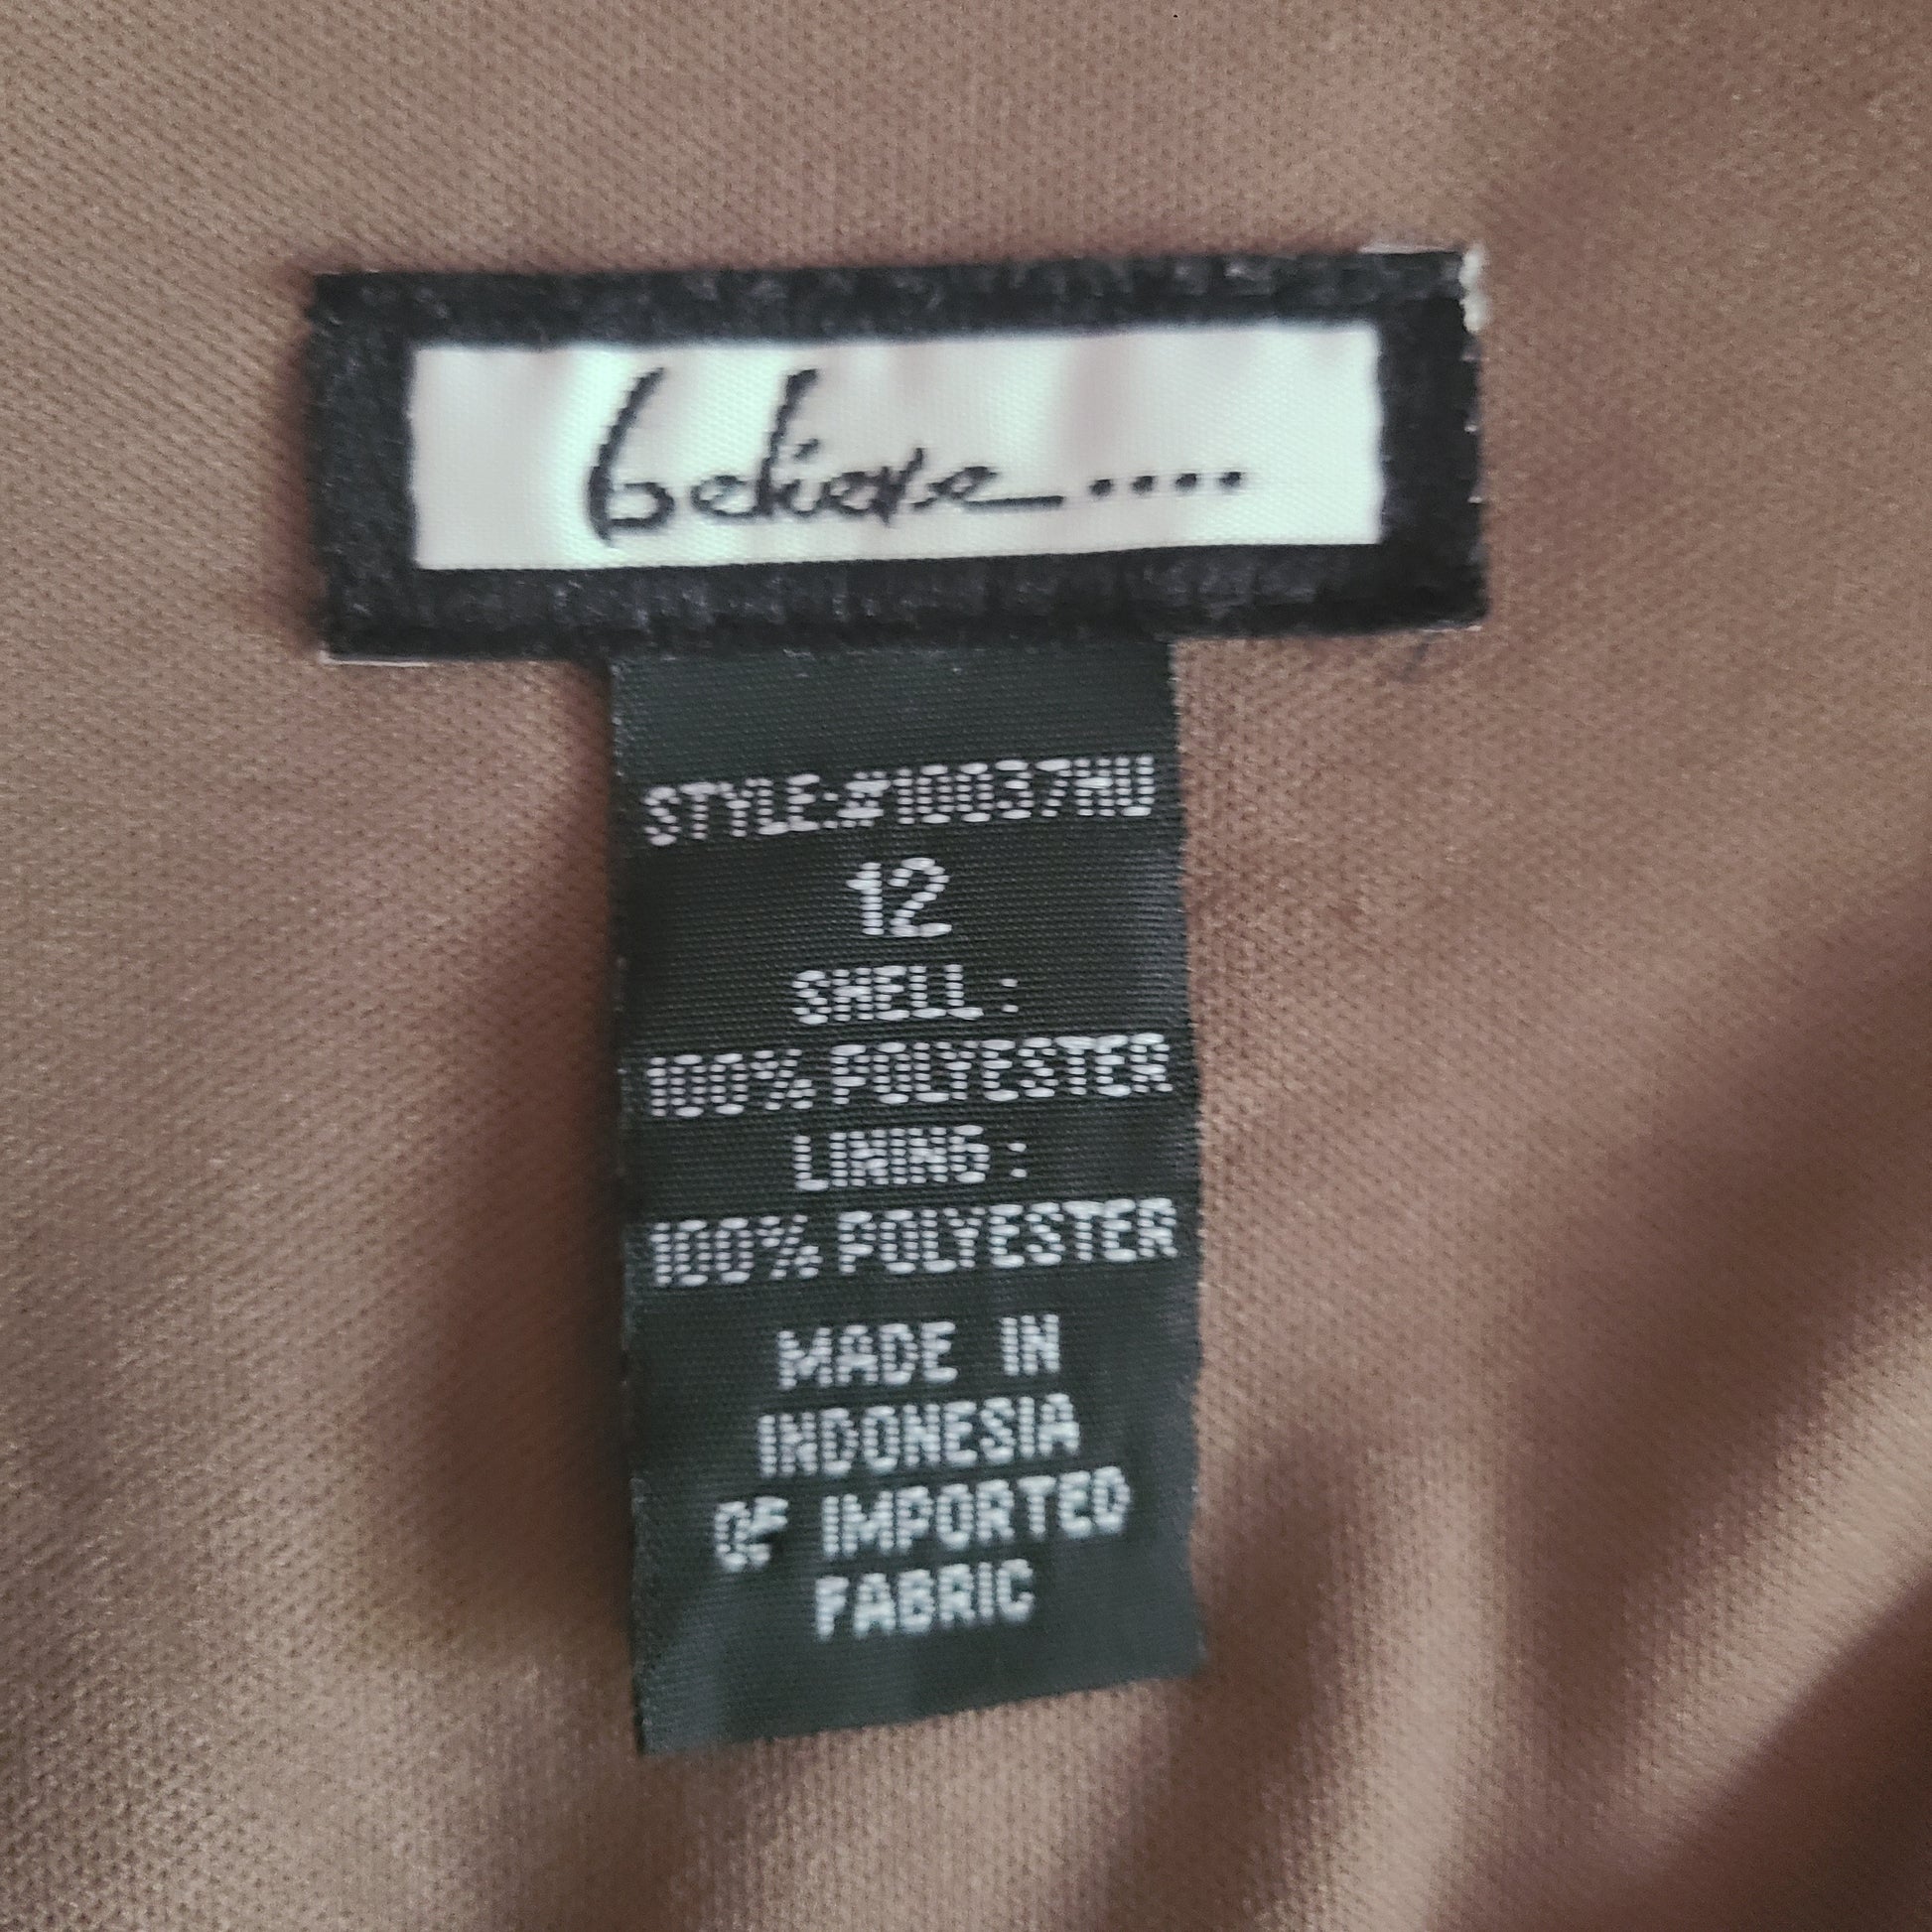 believe....
STYLE:#10037HU
12
SHELL:
100% POLYESTER
LINING:
100% POLYESTER
MADE IN
INDONESIA
OF IMPORTED
FABRIC